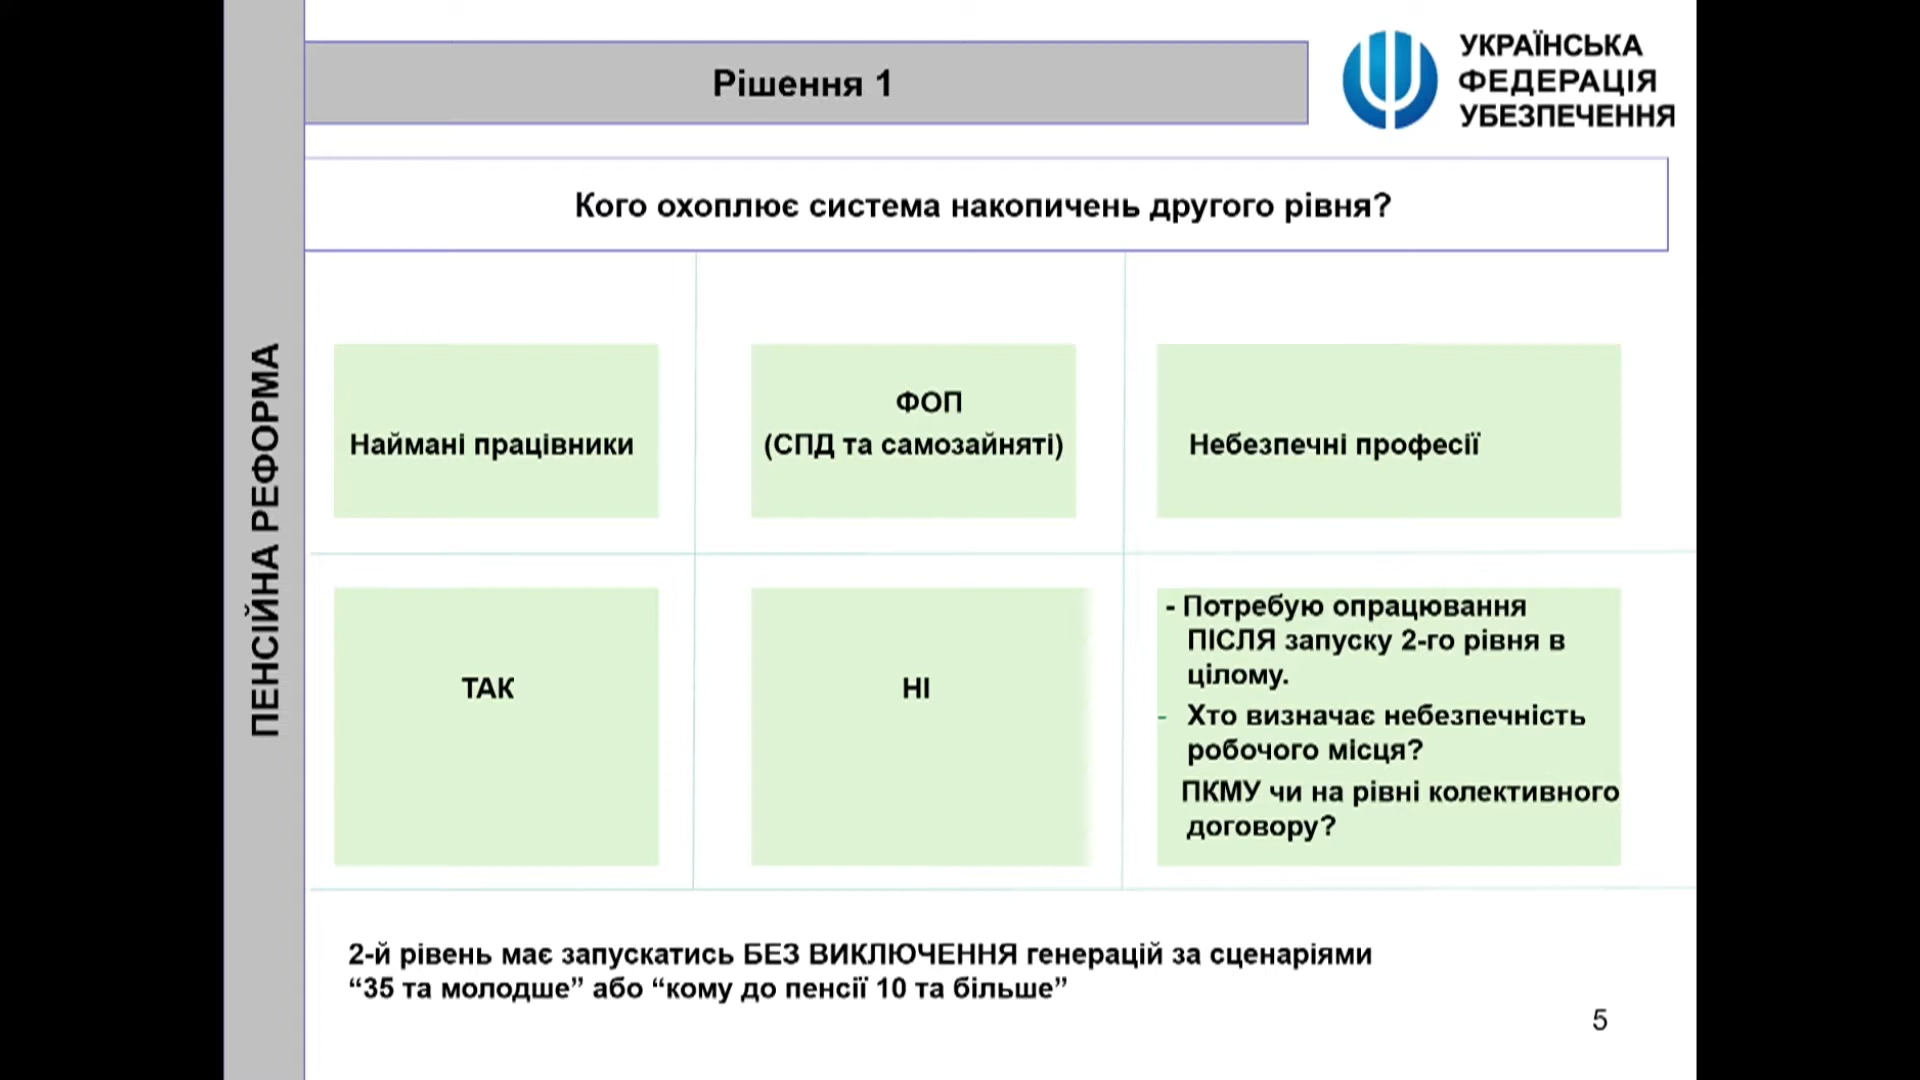 Рішення 1
УКРАЇНСЬКА
ФЕДЕРАЦІЯ
УБЕЗПЕЧЕННЯ
ПЕНСІЙНА РЕФОРМА
Кого охоплює система накопичень другого рівня?
Наймані працівники
ФОП
(СПД та самозайняті)
Небезпечні професії
ТАК
НІ
- Потребую опрацювання
ПІСЛЯ запуску 2-го рівня в
цілому.
- Хто визначає небезпечність
робочого місця?
ПКМУ чи на рівні колективного
договору?
2-й рівень має запускатись БЕЗ ВИКЛЮЧЕННЯ генерацій за сценаріями
“35 та молодше” або “кому до пенсії 10 та більше”
5